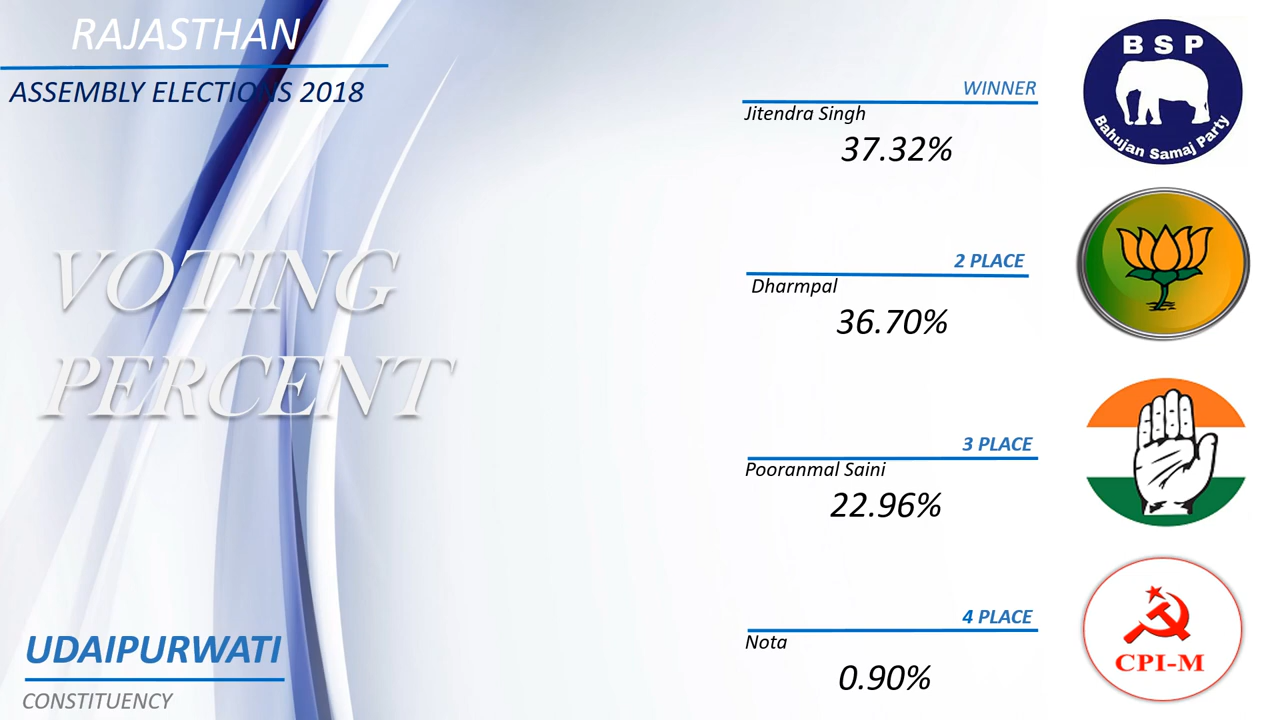 RAJASTHAN
ASSEMBLY ELECTIONS 2018
VOTING
PERCENT
UDAIPURWATI
CONSTITUENCY
WINNER
Jitendra Singh
37.32%
2 PLACE
Dharmpal
36.70%
3 PLACE
Pooranmal Saini
22.96%
4 PLACE
Nota
0.90%
BSP
Bahujan Samaj Party
CPI-M